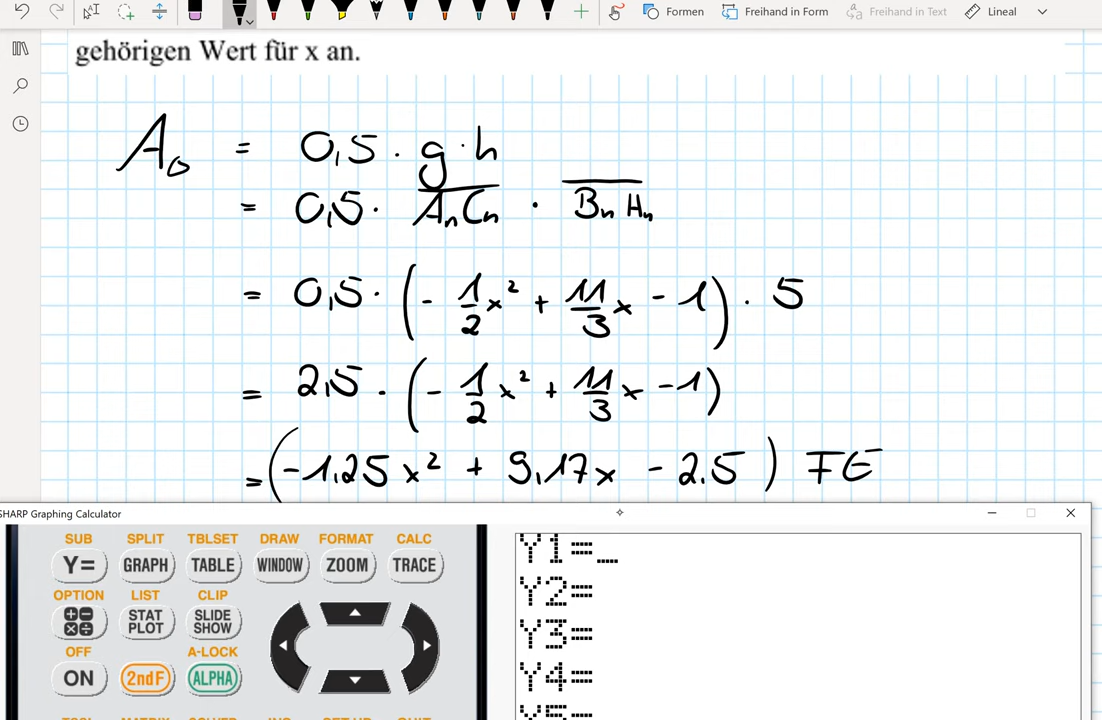 Formen Freihand in Form Freihand in Text Lineal
gehörigen Wert für x an.
A_Δ = 0,5 · g · h
= 0,5 · A̅ₙC̅ₙ · B̅ₙH̅ₙ
= 0,5 · (- 1/2 x² + 11/3 x - 1) · 5
= 2,5 · (- 1/2 x² + 11/3 x - 1)
= (-1,25 x² + 9,17x - 2,5) FE
SHARP Graphing Calculator
SUB SPLIT TBLSET DRAW FORMAT CALC
Y= GRAPH TABLE WINDOW ZOOM TRACE
OPTION LIST CLIP
STAT PLOT SLIDE SHOW
OFF A-LOCK
ON 2ndF ALPHA
Y1=_
Y2=
Y3=
Y4=